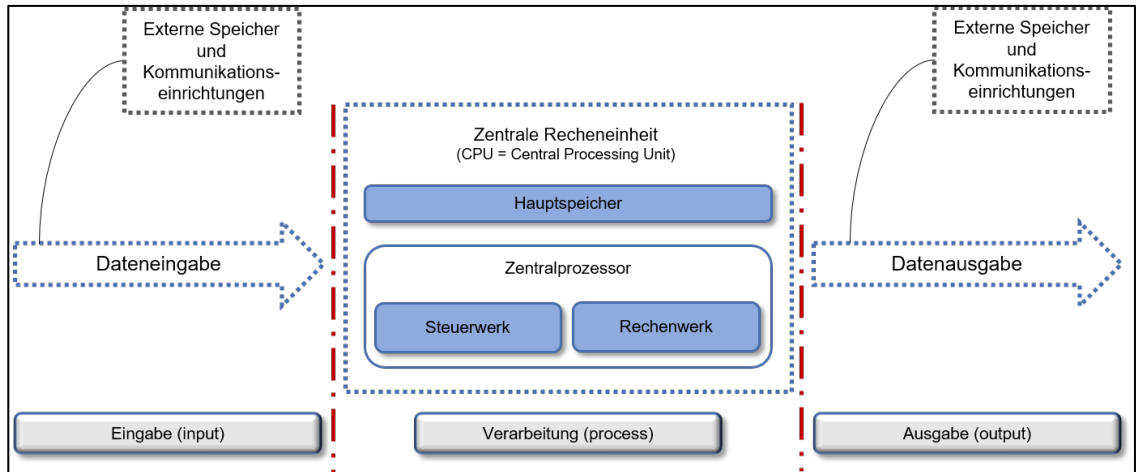 Externe Speicher
und
Kommunikations-
einrichtungen
Externe Speicher
und
Kommunikations-
einrichtungen
Zentrale Recheneinheit
(CPU = Central Processing Unit)
Hauptspeicher
Dateneingabe
Zentralprozessor
Datenausgabe
Steuerwerk
Rechenwerk
Eingabe (input)
Verarbeitung (process)
Ausgabe (output)